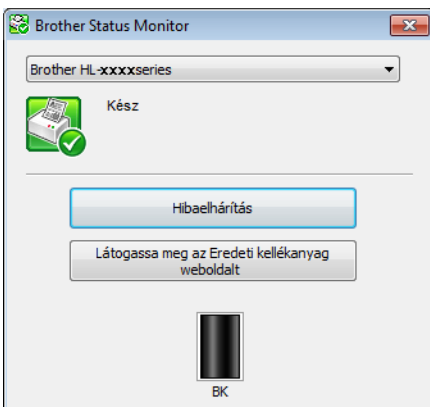 Brother Status Monitor
Brother HL-xxxxseries
Kész
Hibaelhárítás
Látogassa meg az Eredeti kellékanyag
weboldalt
BK